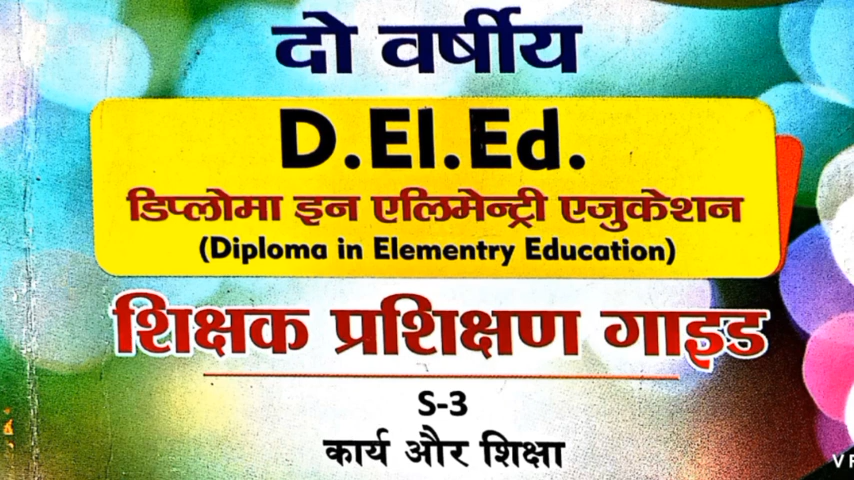 दो वर्षीय
D.El.Ed.
डिप्लोमा इन एलिमेन्ट्री एजुकेशन
(Diploma in Elementry Education)
शिक्षक प्रशिक्षण गाइड
S-3
कार्य और शिक्षा